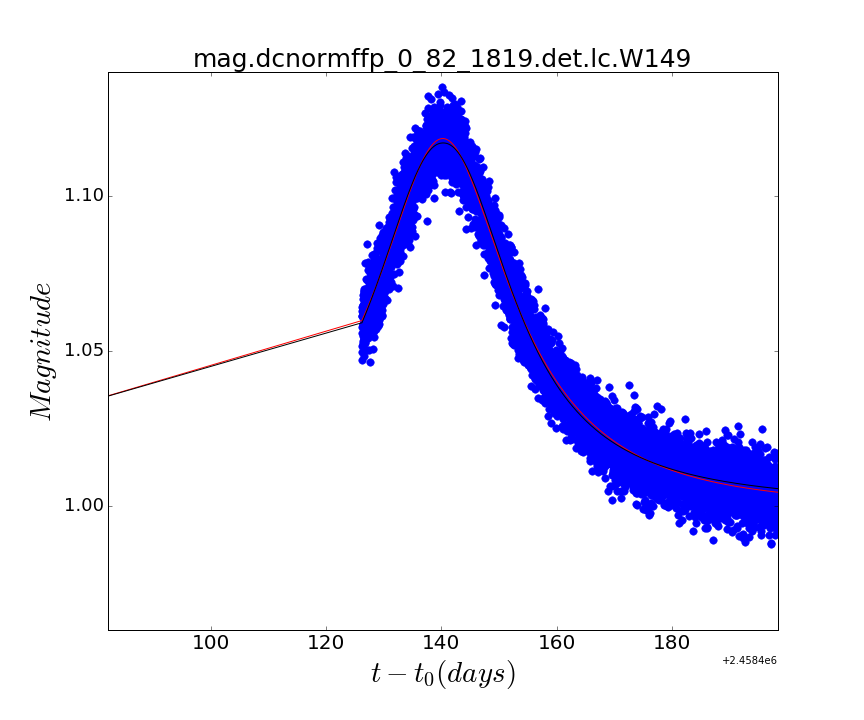 mag.dcnormffp_0_82_1819.det.lc.W149
Magnitude
1.10
1.05
1.00
100 120 140 160 180
+2.4584e6
t − t₀(days)